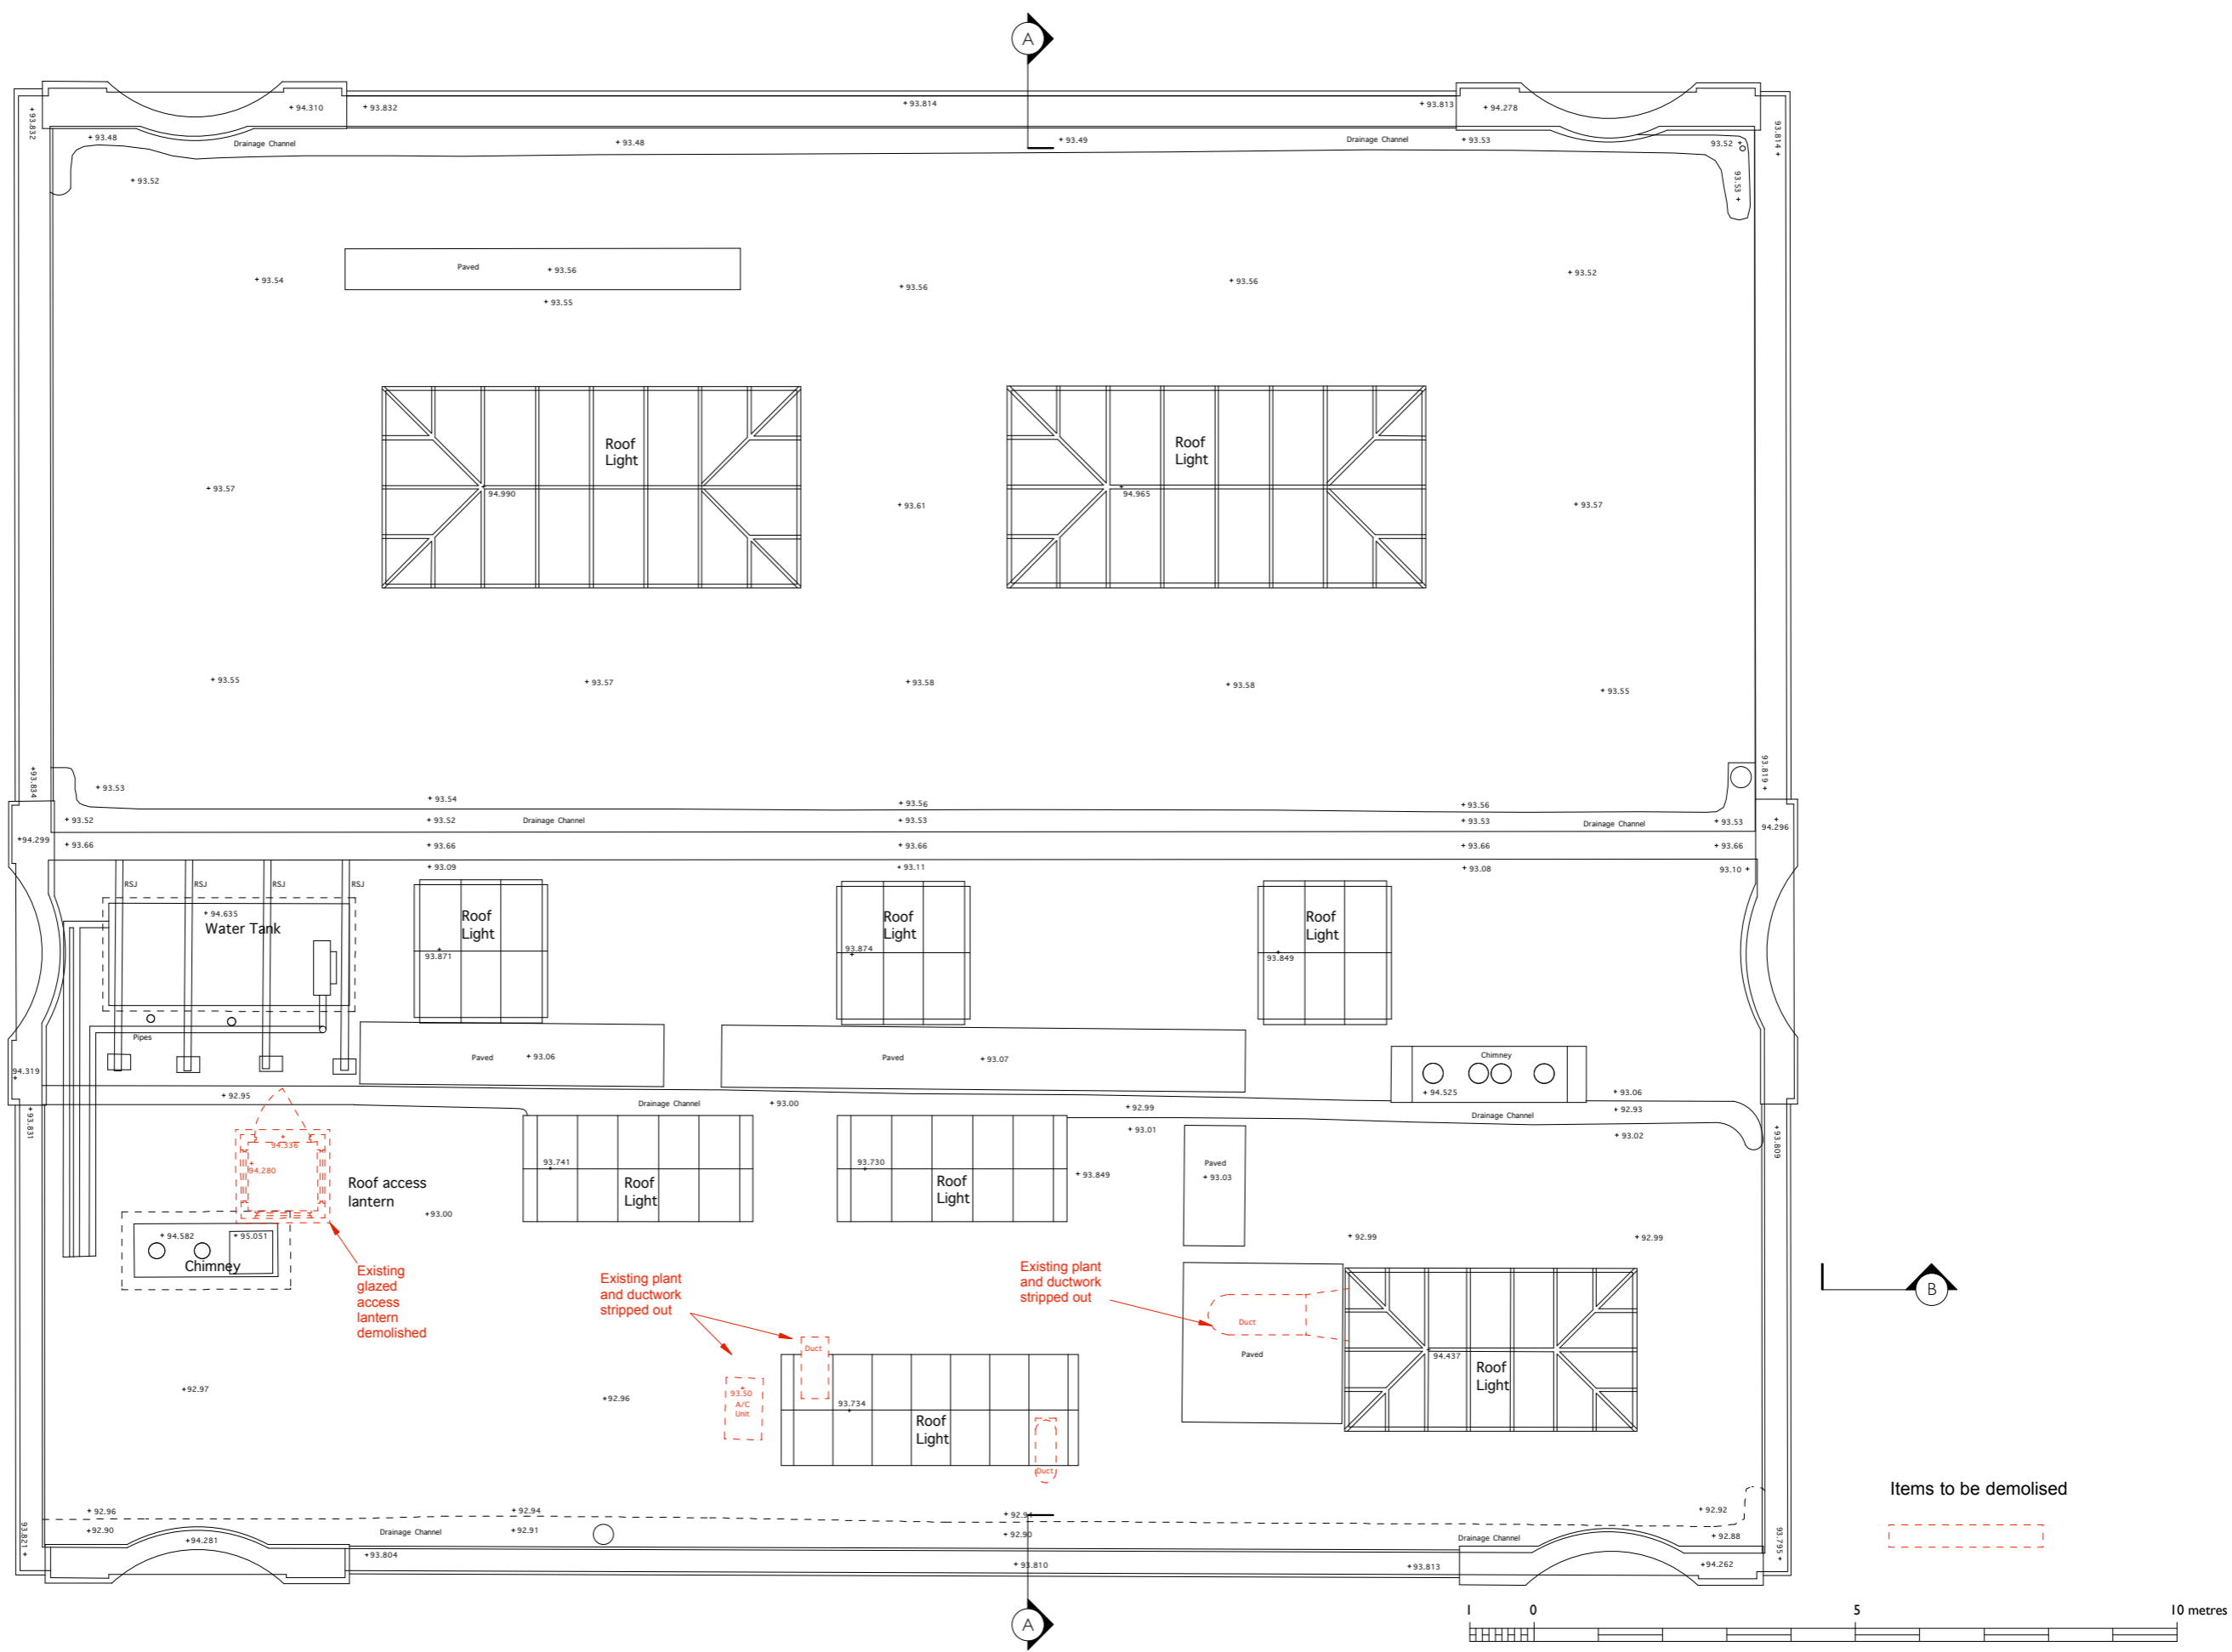 A
+ 94.310
+ 93.832
+ 93.814
+ 93.813
+ 94.278
+ 93.832
93.814 +
+ 93.48
Drainage Channel
+ 93.48
+ 93.49
Drainage Channel
+ 93.53
93.52 +
+ 93.52
93.53 +
+ 93.54
Paved
+ 93.56
+ 93.55
+ 93.56
+ 93.56
+ 93.52
Roof
Light
Roof
Light
+ 93.57
94.990
+ 93.61
94.965
+ 93.57
+ 93.55
+ 93.57
+ 93.58
+ 93.58
+ 93.55
+93.834
93.819 +
+ 93.53
+ 93.54
+ 93.56
+ 93.56
+ 93.52
+ 93.52
Drainage Channel
+ 93.53
+ 93.53
Drainage Channel
+ 93.53
94.296
+94.299
+ 93.66
+ 93.66
+ 93.66
+ 93.66
+ 93.66
+ 93.09
+ 93.11
+ 93.08
93.10 +
RSJ
RSJ
RSJ
RSJ
+ 94.635
Water Tank
Roof
Light
Roof
Light
Roof
Light
93.871
93.874
93.849
Pipes
Paved
+ 93.06
Paved
+ 93.07
Chimney
94.319
+ 94.525
+ 93.06
+ 92.95
Drainage Channel
+ 93.00
+ 92.99
Drainage Channel
+ 92.93
+ 93.01
+ 93.02
+93.831
+93.809
94.336
94.280
Roof access
lantern
+ 93.00
93.741
Roof
Light
93.730
Roof
Light
+ 93.849
Paved
+ 93.03
+ 94.582
+ 95.051
Chimney
+ 92.99
+ 92.99
Existing
glazed
access
lantern
demolished
Existing plant
and ductwork
stripped out
Existing plant
and ductwork
stripped out
B
Duct
Paved
Duct
94.437
Roof
Light
+92.97
+92.96
93.50
A/C
Unit
93.734
Roof
Light
Duct
Items to be demolised
+ 92.96
+ 92.94
+ 92.94
+ 92.92
+92.90
Drainage Channel
+ 92.91
+ 92.90
Drainage Channel
+ 92.88
93.821 +
+94.281
+93.804
+ 93.810
+93.813
+94.262
93.795 +
A
1 0 5 10 metres